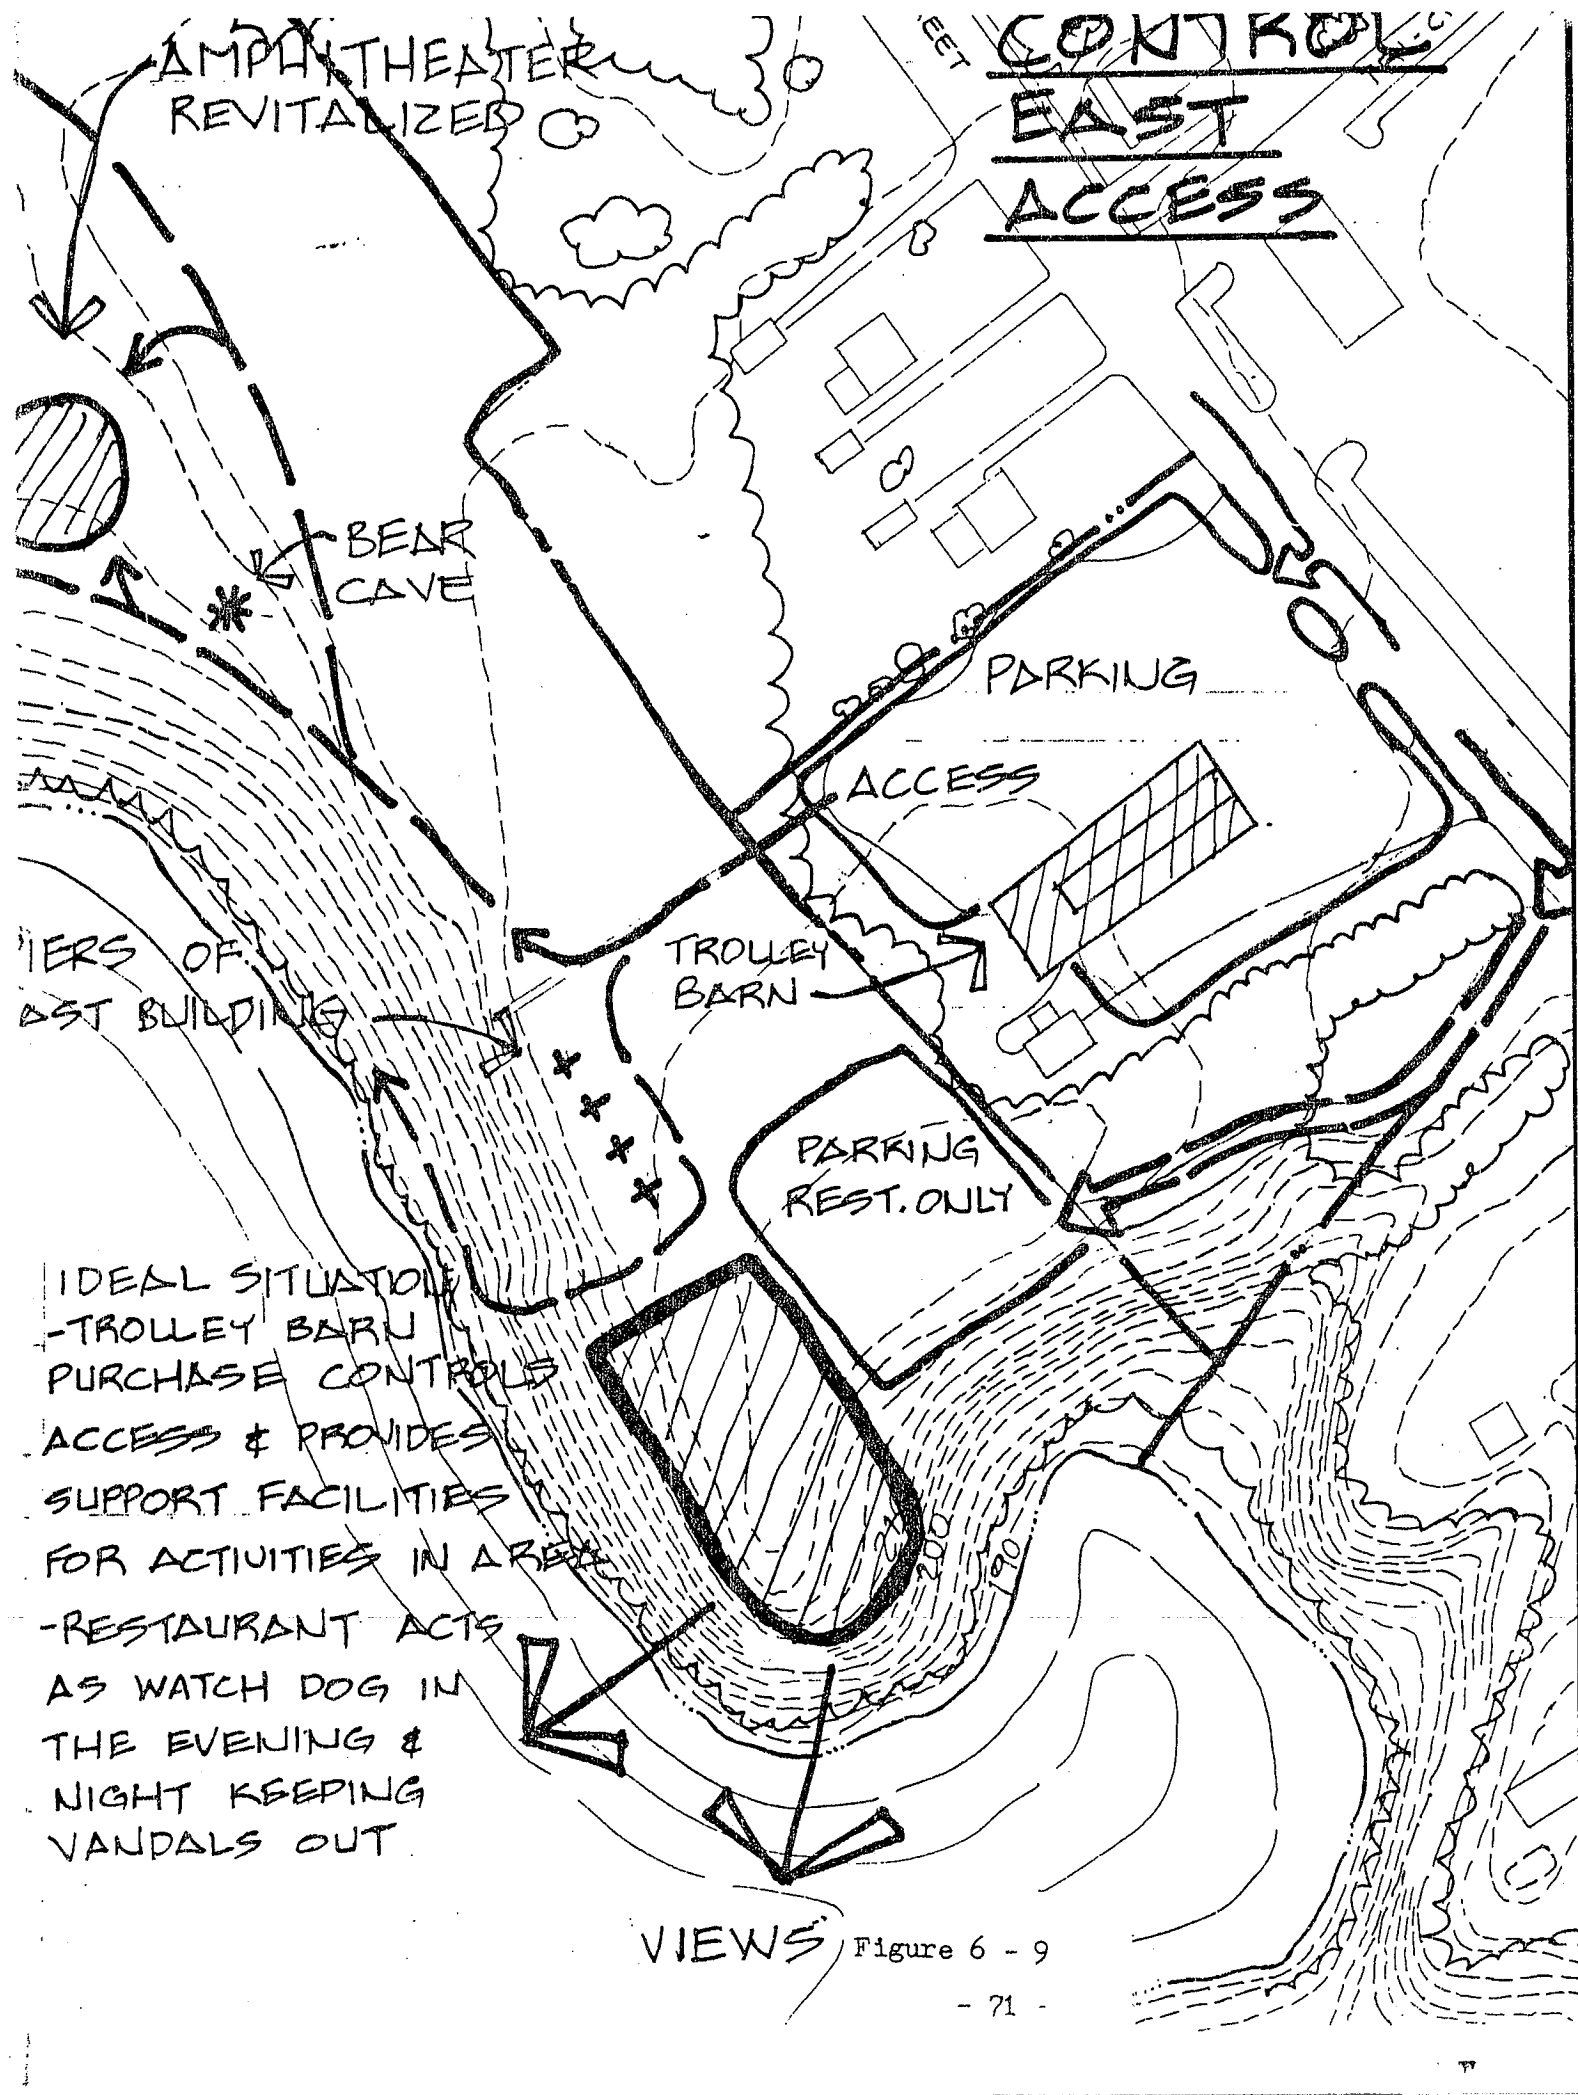 AMPHITHEATER
REVITALIZED
EET
CONTROL
EAST
ACCESS
BEAR
CAVE
PARKING
ACCESS
TROLLEY
BARN
IERS OF
AST BUILDING
PARKING
REST. ONLY
IDEAL SITUATION
-TROLLEY BARN
PURCHASE CONTROLS
ACCESS & PROVIDES
SUPPORT FACILITIES
FOR ACTIVITIES IN AREA
-RESTAURANT ACTS
AS WATCH DOG IN
THE EVENING &
NIGHT KEEPING
VANDALS OUT
200
190
VIEWS
Figure 6 - 9
- 71 -